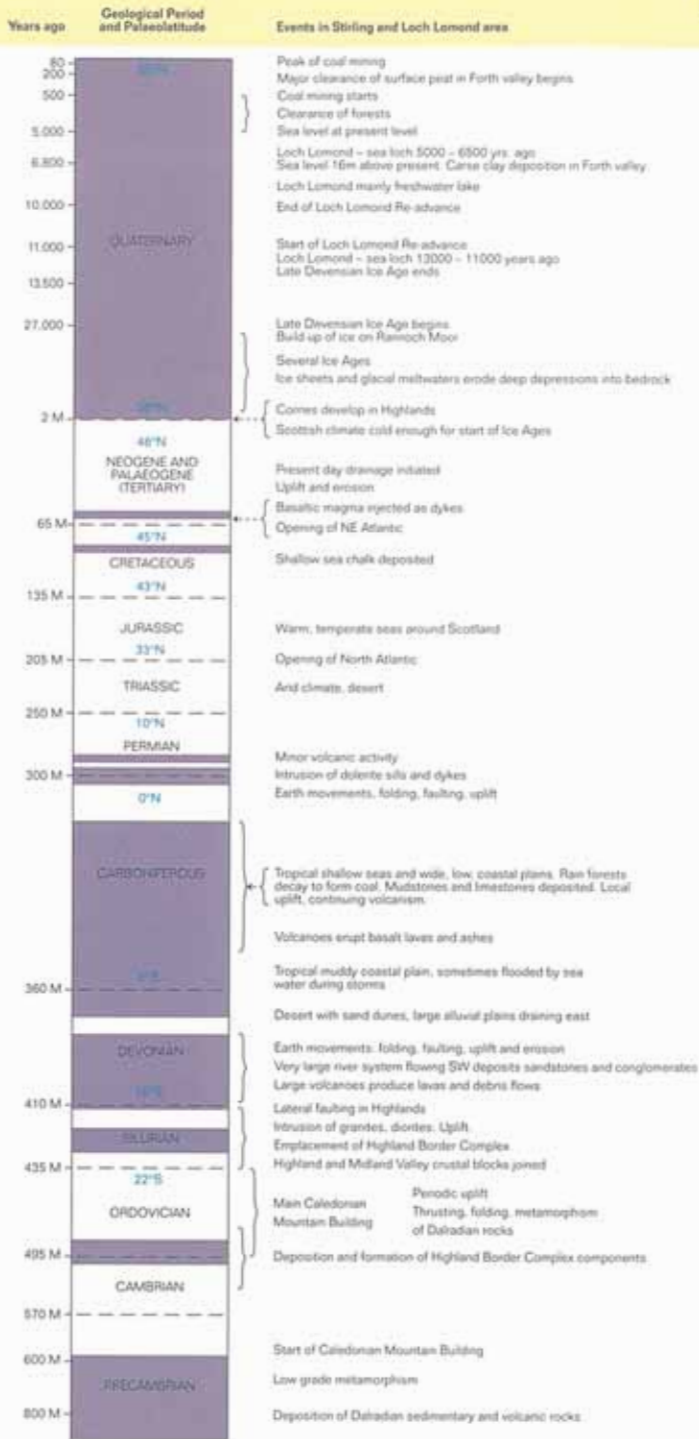 Years ago
Geological Period
and Palaeolatitude
Events in Stirling and Loch Lomond area
Peak of coal mining
200
Major clearance of surface peat in Forth valley begins
500
Coal mining starts
Clearance of forests
5,000
Sea level at present level
Loch Lomond – sea loch 5000 – 6500 yrs. ago
6,800
Sea level 16m above present. Carse clay deposition in Forth valley
Loch Lomond mainly freshwater lake
10,000
End of Loch Lomond Re-advance
QUATERNARY
11,000
Start of Loch Lomond Re-advance
Loch Lomond – sea loch 13000 – 11000 years ago
13,500
Late Devensian Ice Age ends
27,000
Late Devensian Ice Age begins
Build up of ice on Rannoch Moor
Several Ice Ages
Ice sheets and glacial meltwaters erode deep depressions into bedrock
Corries develop in Highlands
2 M
Scottish climate cold enough for start of Ice Ages
46°N
NEOGENE AND
PALAEOGENE
(TERTIARY)
Present day drainage initiated
Uplift and erosion
Basaltic magma injected as dykes
65 M
Opening of NE Atlantic
45°N
CRETACEOUS
Shallow sea chalk deposited
43°N
135 M
JURASSIC
Warm, temperate seas around Scotland
33°N
205 M
Opening of North Atlantic
TRIASSIC
Arid climate, desert
250 M
10°N
PERMIAN
Minor volcanic activity
300 M
Intrusion of dolerite sills and dykes
0°N
Earth movements, folding, faulting, uplift
CARBONIFEROUS
Tropical shallow seas and wide, low, coastal plains. Rain forests
decay to form coal. Mudstones and limestones deposited. Local
uplift, continuing volcanism.
Volcanoes erupt basalt lavas and ashes
360 M
Tropical muddy coastal plain, sometimes flooded by sea
water during storms
Desert with sand dunes, large alluvial plains draining east
DEVONIAN
Earth movements: folding, faulting, uplift and erosion
Very large river system flowing SW deposits sandstones and conglomerates
Large volcanoes produce lavas and debris flows
410 M
Lateral faulting in Highlands
Intrusion of granites, diorites. Uplift
SILURIAN
Emplacement of Highland Border Complex
435 M
Highland and Midland Valley crustal blocks joined
22°S
ORDOVICIAN
Main Caledonian
Mountain Building
Periodic uplift
Thrusting, folding, metamorphism
of Dalradian rocks
495 M
Deposition and formation of Highland Border Complex components
CAMBRIAN
570 M
Start of Caledonian Mountain Building
600 M
PRECAMBRIAN
Low grade metamorphism
800 M
Deposition of Dalradian sedimentary and volcanic rocks